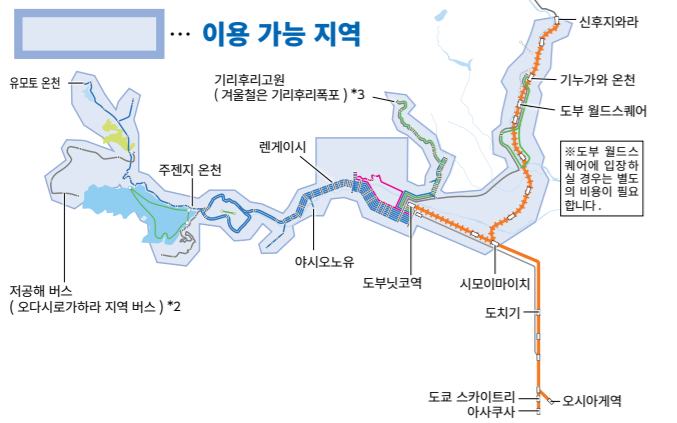 … 이용 가능 지역
신후지와라
유모토 온천
기리후리고원
( 겨울철은 기리후리폭포 ) *3
기누가와 온천
도부 월드스퀘어
렌게이시
※도부 월드스
퀘어에 입장하
실 경우는 별도
의 비용이 필요
합니다.
주젠지 온천
야시오노유
도부닛코역
시모이마이치
저공해 버스
( 오다시로가하라 지역 버스 ) *2
도치기
도쿄 스카이트리
오시아게역
아사쿠사